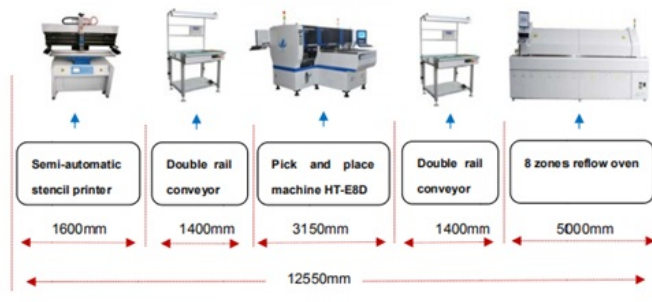 Semi-automatic
stencil printer
Double rail
conveyor
Pick and place
machine HT-E8D
Double rail
conveyor
8 zones reflow oven
1600mm
1400mm
3150mm
1400mm
5000mm
12550mm